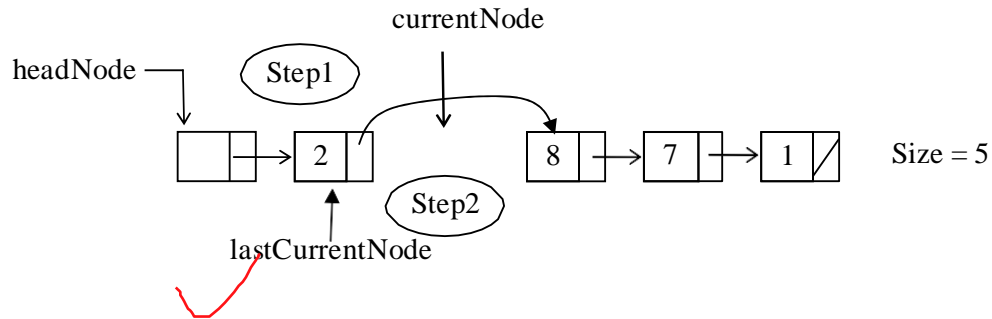 currentNode
headNode
Step1
2
8
7
1
Size = 5
Step2
lastCurrentNode